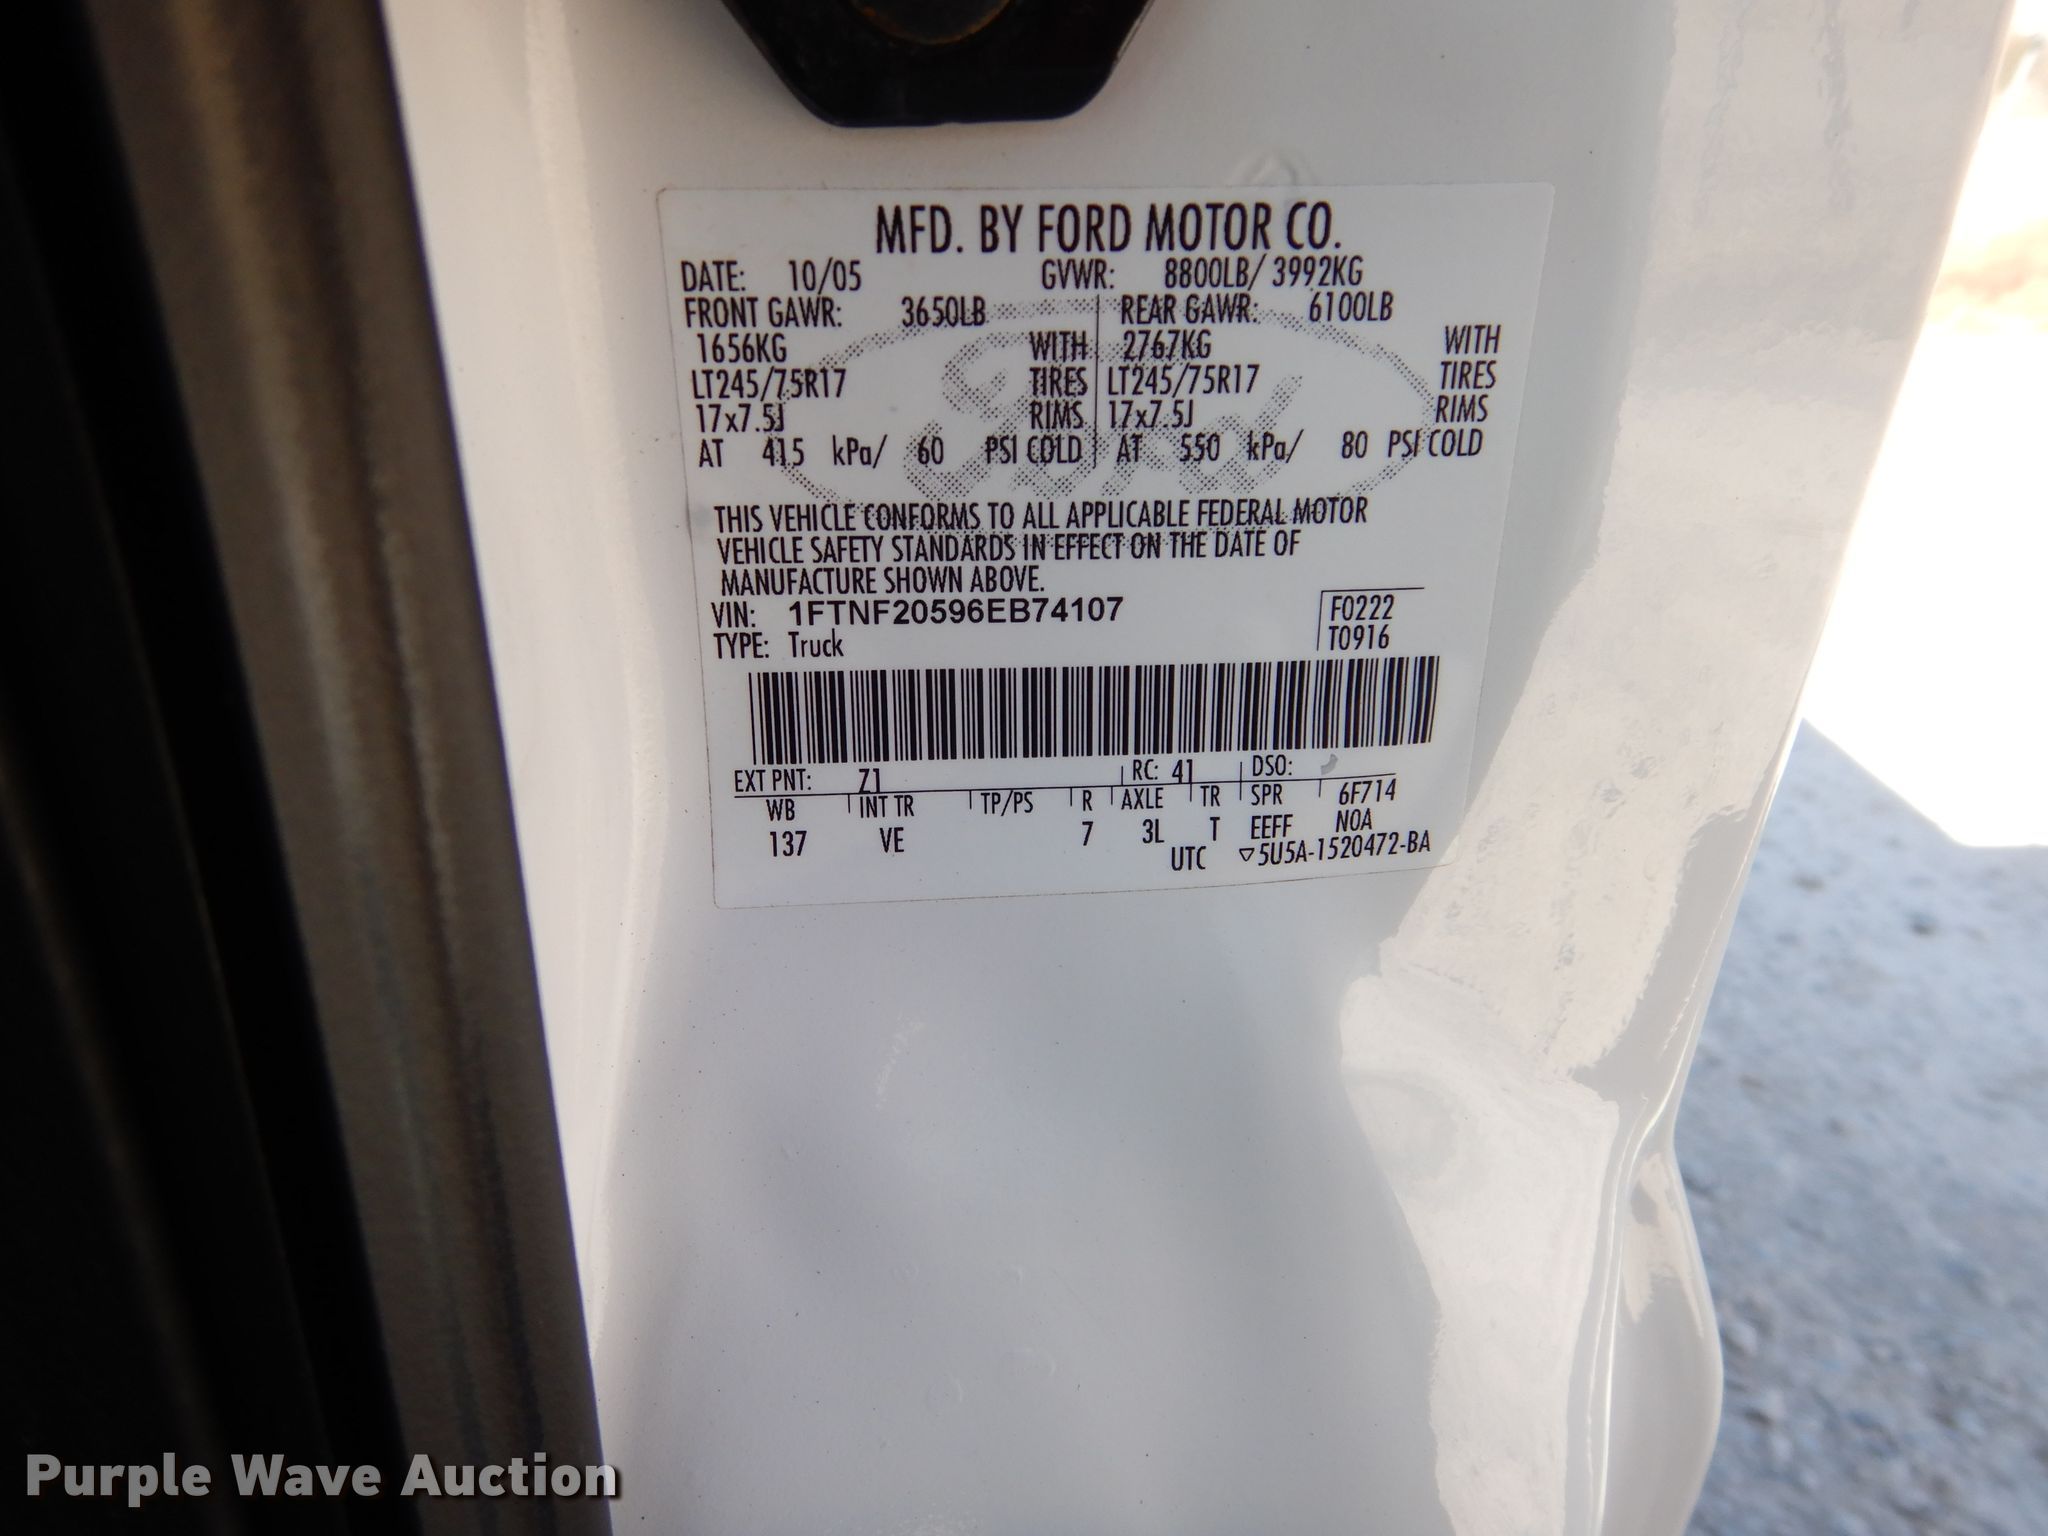 MFD. BY FORD MOTOR CO.
DATE: 10/05 GVWR: 8800LB/ 3992KG
FRONT GAWR: 3650LB REAR GAWR: 6100LB
1656KG WITH 2767KG WITH
LT245/75R17 TIRES LT245/75R17 TIRES
17x7.5J RIMS 17x7.5J RIMS
AT 415 kPa/ 60 PSI COLD AT 550 kPa/ 80 PSI COLD
Ford
THIS VEHICLE CONFORMS TO ALL APPLICABLE FEDERAL MOTOR
VEHICLE SAFETY STANDARDS IN EFFECT ON THE DATE OF
MANUFACTURE SHOWN ABOVE.
VIN: 1FTNF20596EB74107 F0222
TYPE: Truck T0916
EXT PNT: Z1 RC: 41 DSO:
WB INT TR TP/PS R AXLE TR SPR 6F714
137 VE 7 3L T EEFF NOA
UTC ▽5U5A-1520472-BA
Purple Wave Auction